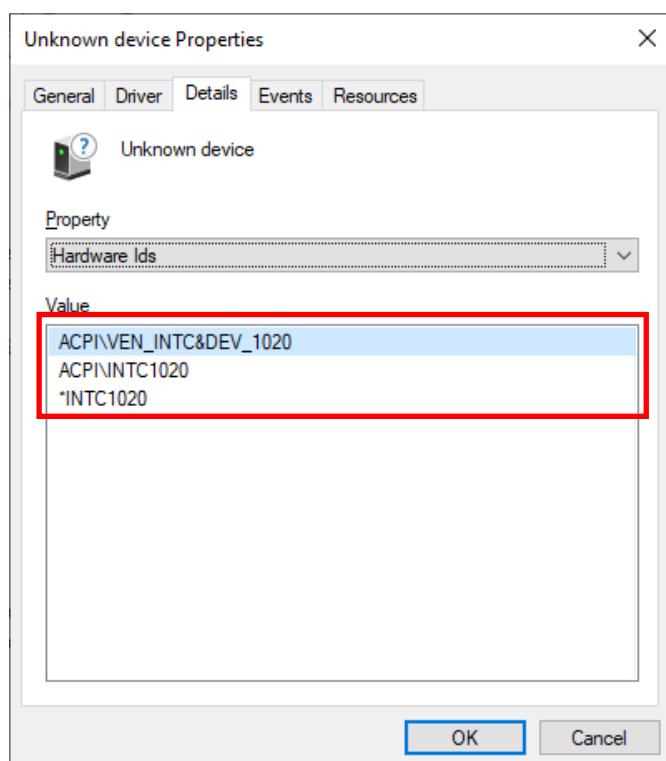 Unknown device Properties
General Driver Details Events Resources
Unknown device
Property
Hardware Ids
Value
ACPI\VEN_INTC&DEV_1020
ACPI\INTC1020
*INTC1020
OK Cancel